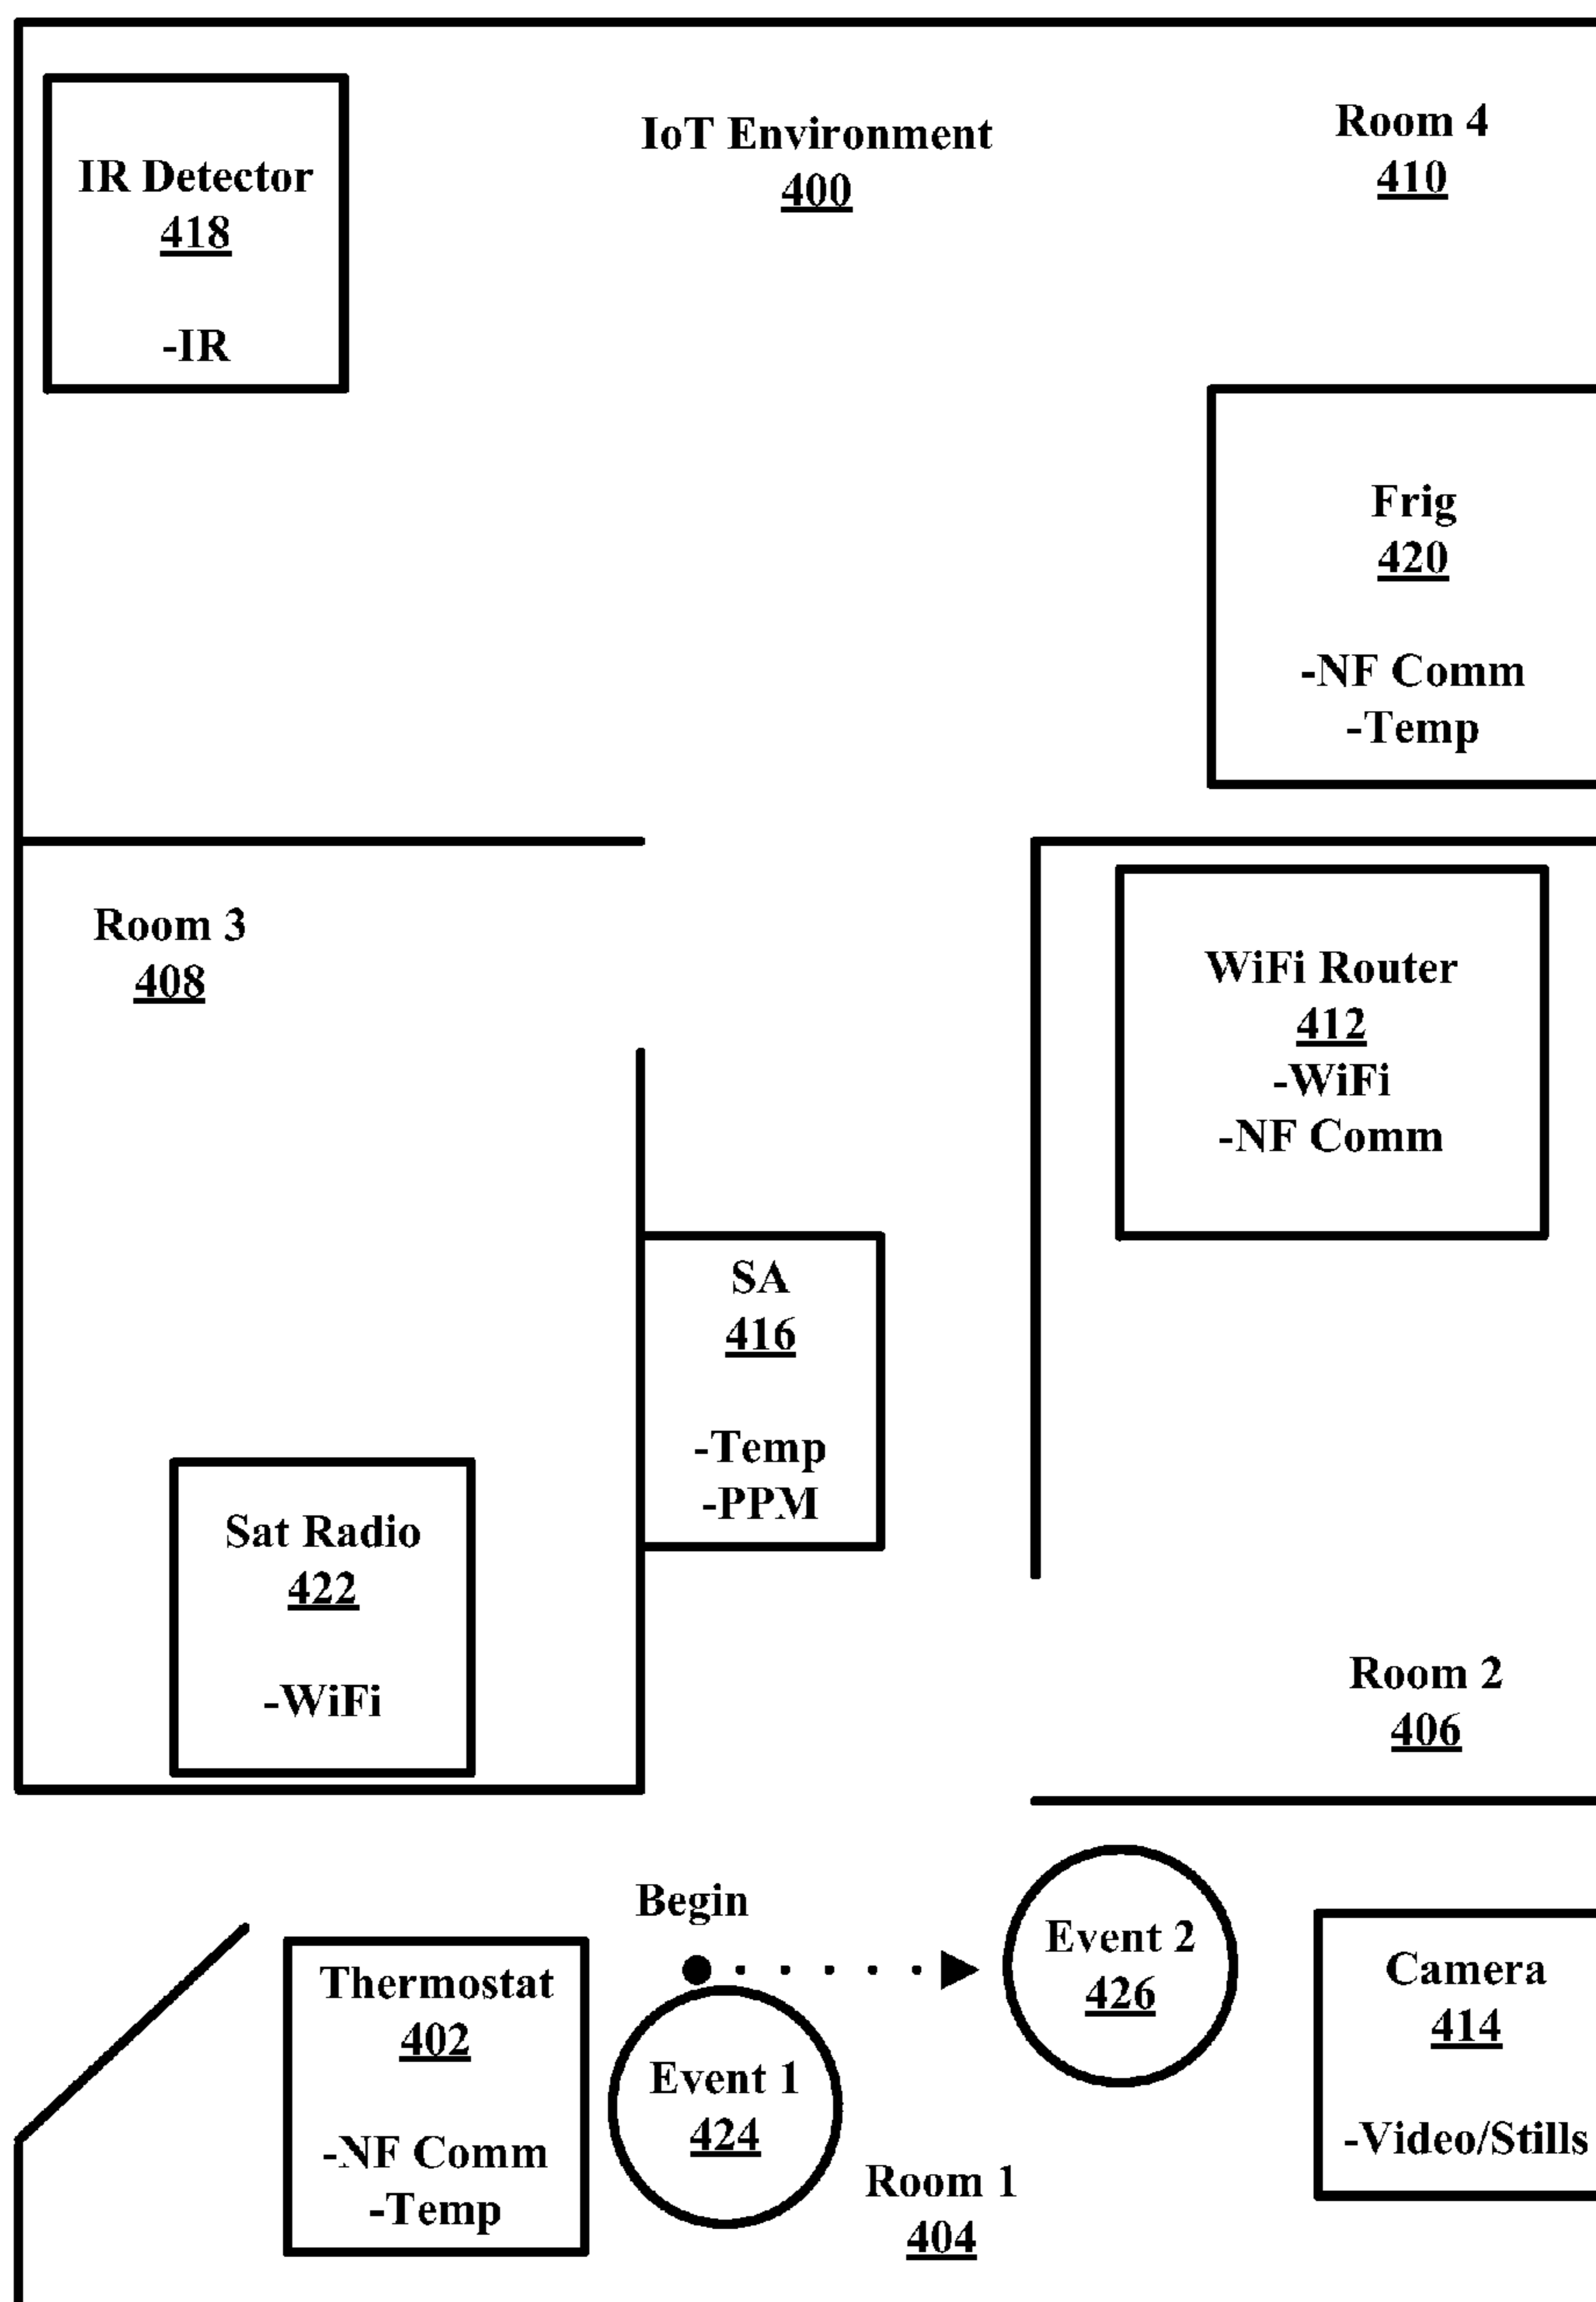 IoT Environment
400
Room 4
410
IR Detector
418
-IR
Frig
420
-NF Comm
-Temp
Room 3
408
WiFi Router
412
-WiFi
-NF Comm
SA
416
-Temp
-PPM
Sat Radio
422
-WiFi
Room 2
406
Begin
Thermostat
402
-NF Comm
-Temp
Event 1
424
Event 2
426
Room 1
404
Camera
414
-Video/Stills